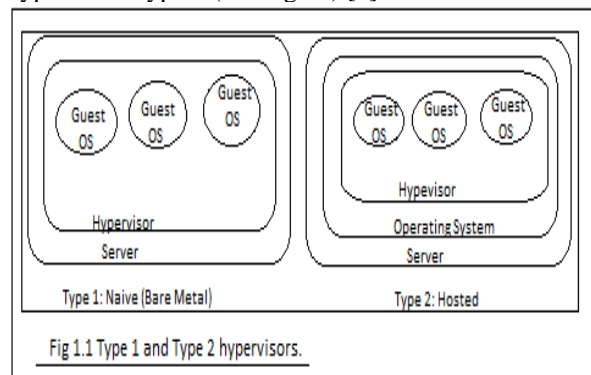 Guest
OS
Guest
OS
Guest
OS
Hypervisor
Server
Type 1: Naive (Bare Metal)
Guest
OS
Guest
OS
Guest
OS
Hypevisor
Operating System
Server
Type 2: Hosted
Fig 1.1 Type 1 and Type 2 hypervisors.